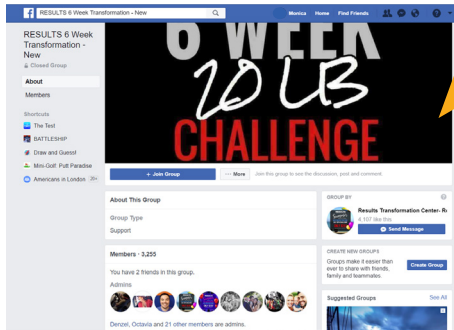 RESULTS 6 Week Transformation - New
Monica Home Find Friends
RESULTS 6 Week
Transformation -
New
Closed Group
About
Members
Shortcuts
The Test
BATTLESHIP
Draw and Guess!
Mini-Golf: Putt Paradise
Americans in London 20+
6 WEEK
20 LB
CHALLENGE
+ Join Group
··· More
Join this group to see the discussion, post and comment.
About This Group
Group Type
Support
Members · 3,255
You have 2 friends in this group.
Admins
Denzel, Octavia and 21 other members are admins.
GROUP BY
Results Transformation Center- R
4,107 like this
Send Message
CREATE NEW GROUPS
Groups make it easier than
ever to share with friends,
family and teammates.
Create Group
Suggested Groups See All